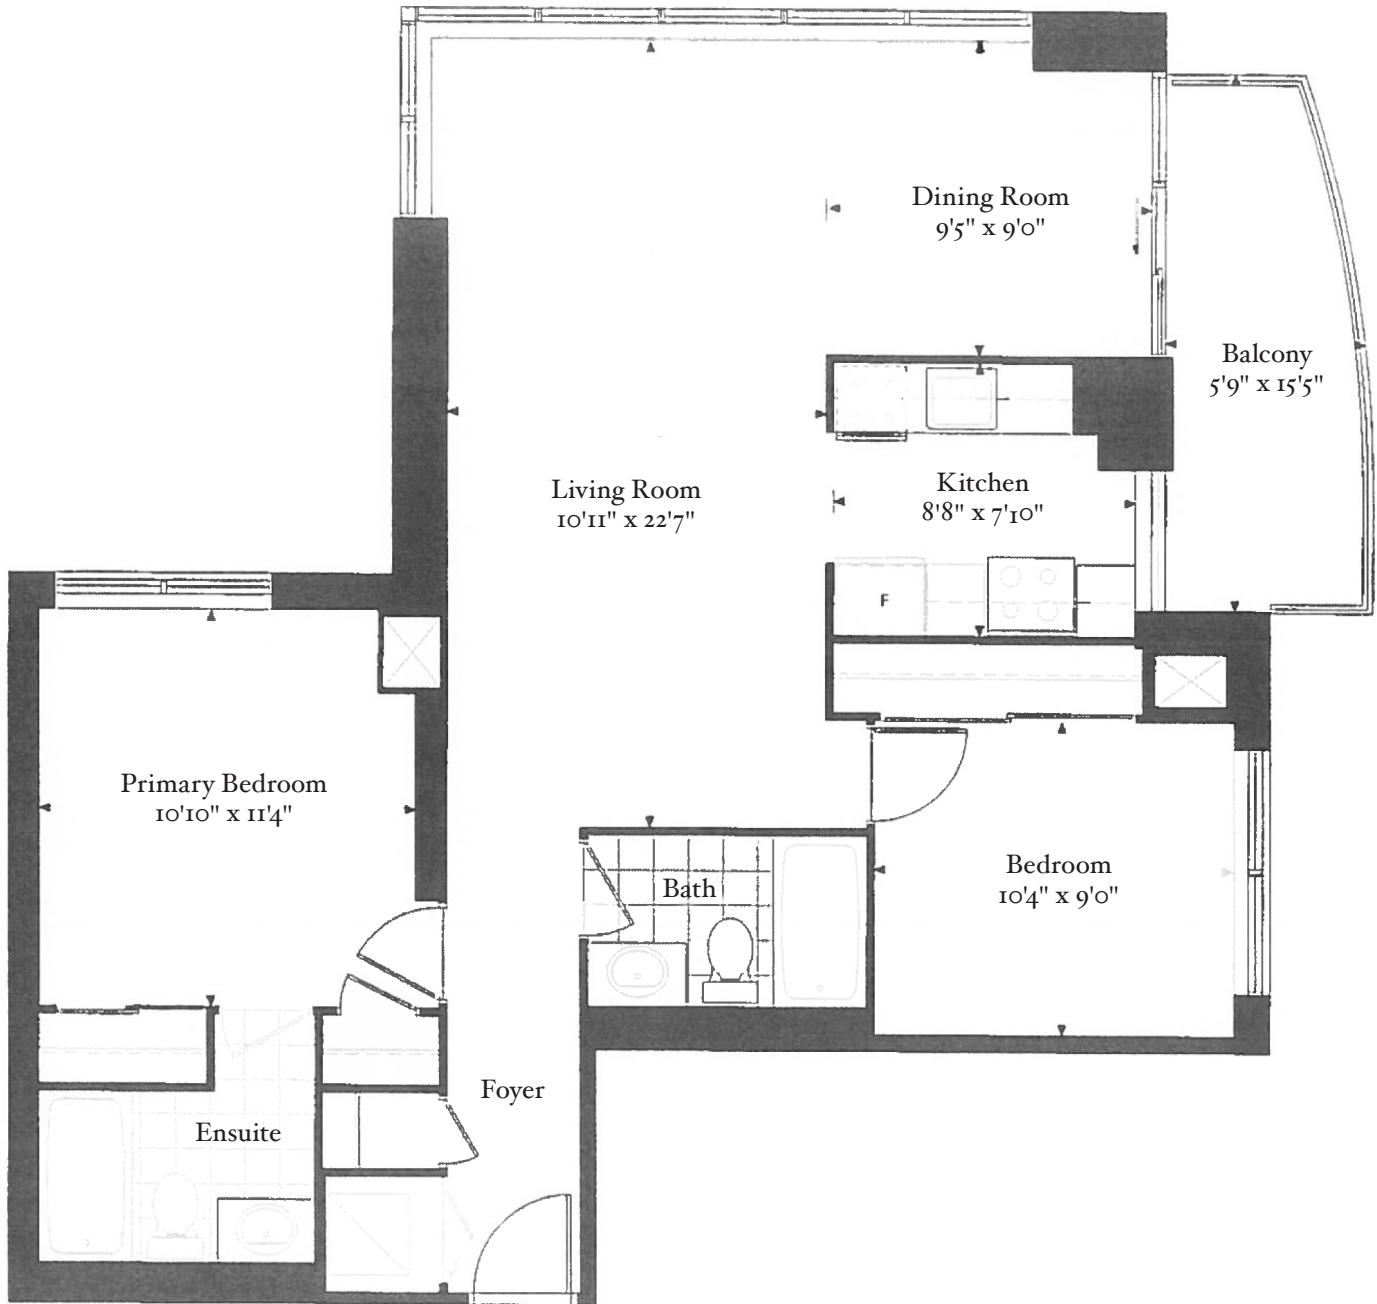 Dining Room
9'5" x 9'0"
Balcony
5'9" x 15'5"
Living Room
10'11" x 22'7"
Kitchen
8'8" x 7'10"
F
Primary Bedroom
10'10" x 11'4"
Bath
Bedroom
10'4" x 9'0"
Foyer
Ensuite